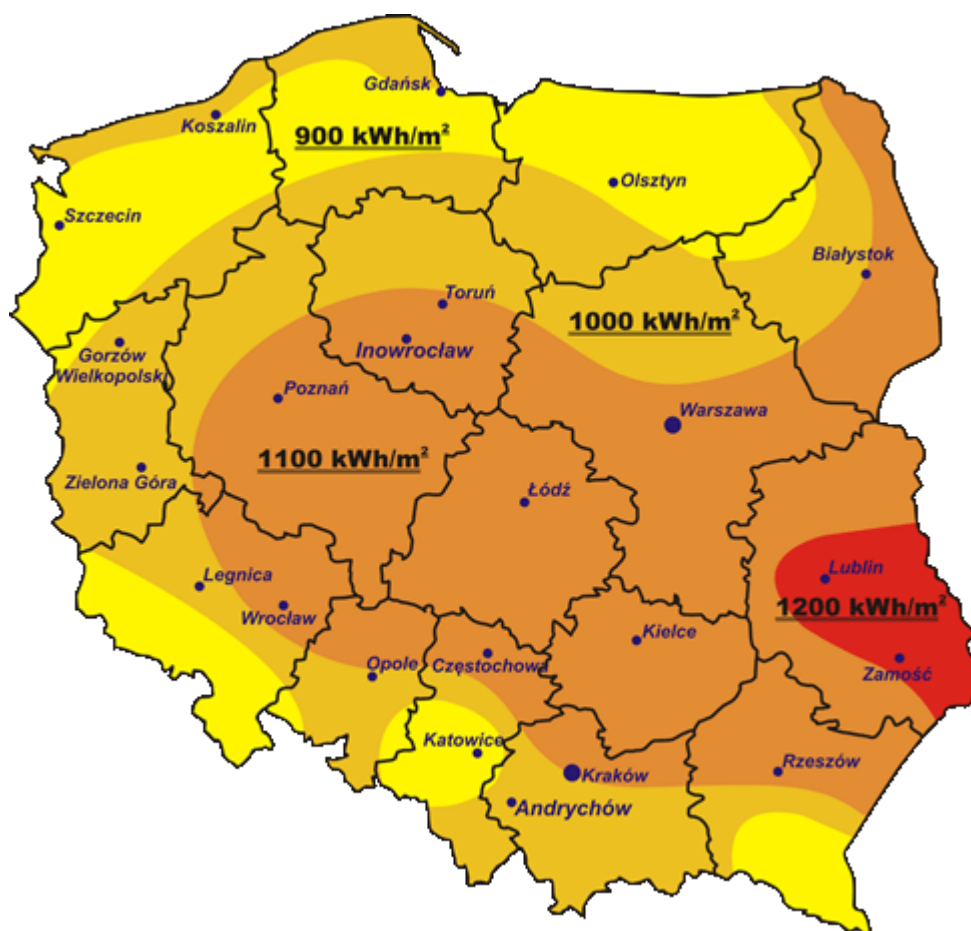 Gdańsk
Koszalin
900 kWh/m²
Olsztyn
Szczecin
Białystok
Toruń
1000 kWh/m²
Inowrocław
Gorzów
Wielkopolski
Poznań
Warszawa
1100 kWh/m²
Zielona Góra
Łódź
Legnica
Lublin
1200 kWh/m²
Wrocław
Kielce
Opole
Częstochowa
Zamość
Katowice
Rzeszów
Kraków
Andrychów